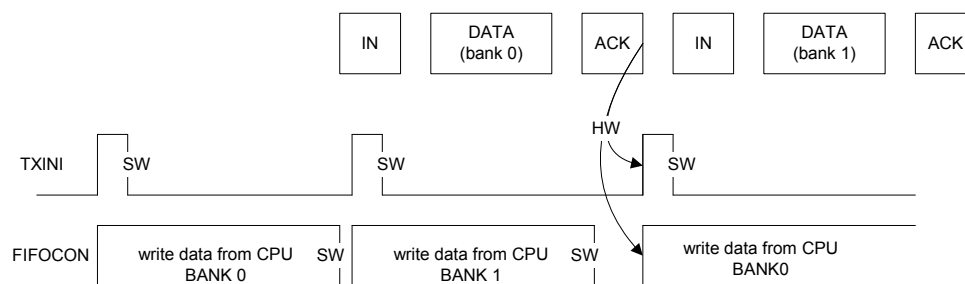 IN DATA (bank 0) ACK IN DATA (bank 1) ACK
HW
TXINI SW SW SW
FIFOCON write data from CPU BANK 0 SW write data from CPU BANK 1 SW write data from CPU BANK0